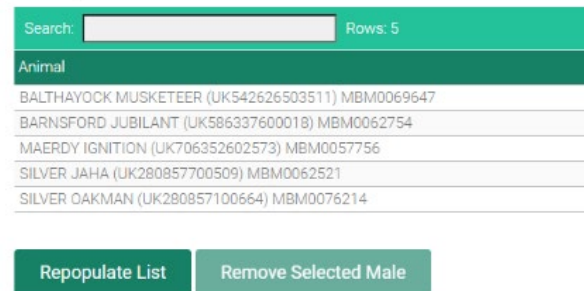 Search: Rows: 5
Animal
BALTHAYOCK MUSKETEER (UK542626503511) MBM0069647
BARNSFORD JUBILANT (UK586337600018) MBM0062754
MAERDY IGNITION (UK706352602573) MBM0057756
SILVER JAHA (UK280857700509) MBM0062521
SILVER OAKMAN (UK280857100664) MBM0076214
Repopulate List Remove Selected Male